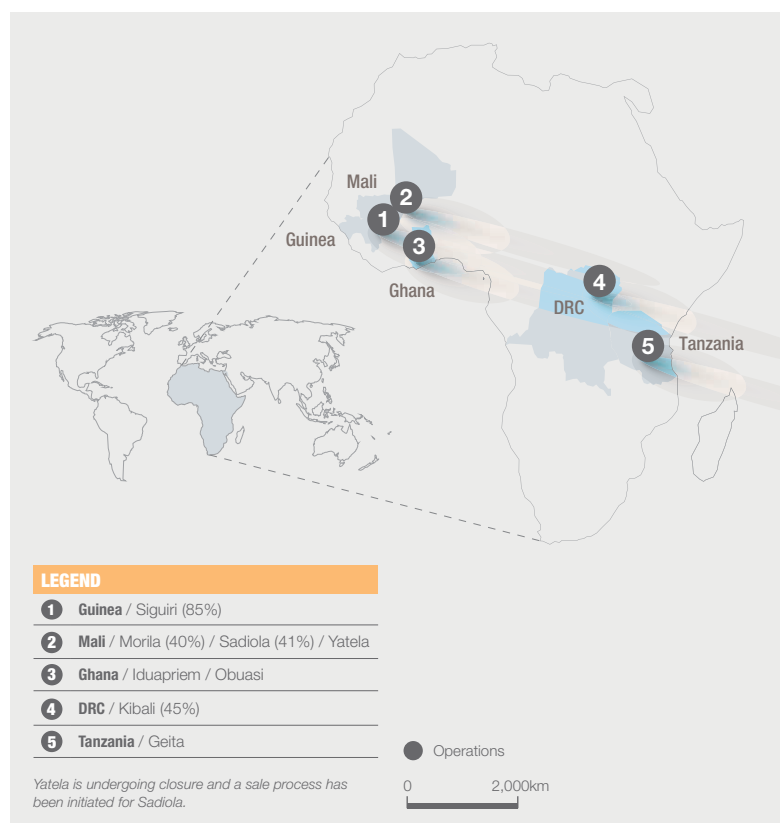 Mali
2
1
Guinea
3
Ghana
4
DRC
5
Tanzania
LEGEND
1 Guinea / Siguiri (85%)
2 Mali / Morila (40%) / Sadiola (41%) / Yatela
3 Ghana / Iduapriem / Obuasi
4 DRC / Kibali (45%)
5 Tanzania / Geita
Operations
0 2,000km
Yatela is undergoing closure and a sale process has
been initiated for Sadiola.